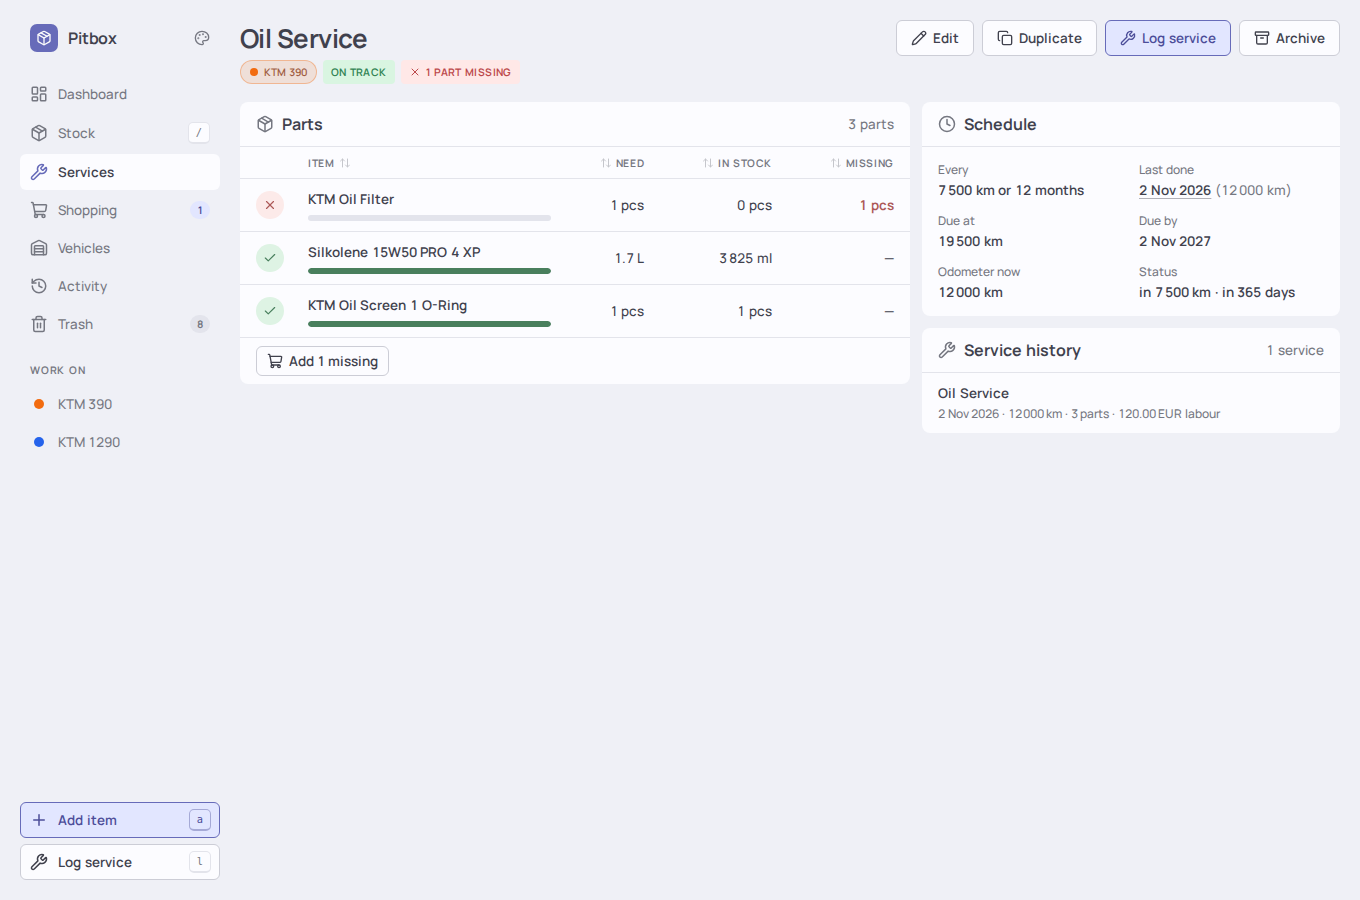 Pitbox
Dashboard
Stock /
Services
Shopping 1
Vehicles
Activity
Trash 8
WORK ON
KTM 390
KTM 1290
Add item a
Log service l
Oil Service
Edit
Duplicate
Log service
Archive
KTM 390
ON TRACK
1 PART MISSING
Parts
3 parts
ITEM NEED IN STOCK MISSING
KTM Oil Filter 1 pcs 0 pcs 1 pcs
Silkolene 15W50 PRO 4 XP 1.7 L 3 825 ml –
KTM Oil Screen 1 O-Ring 1 pcs 1 pcs –
Add 1 missing
Schedule
Every
7 500 km or 12 months
Last done
2 Nov 2026 (12 000 km)
Due at
19 500 km
Due by
2 Nov 2027
Odometer now
12 000 km
Status
in 7 500 km · in 365 days
Service history
1 service
Oil Service
2 Nov 2026 · 12 000 km · 3 parts · 120.00 EUR labour